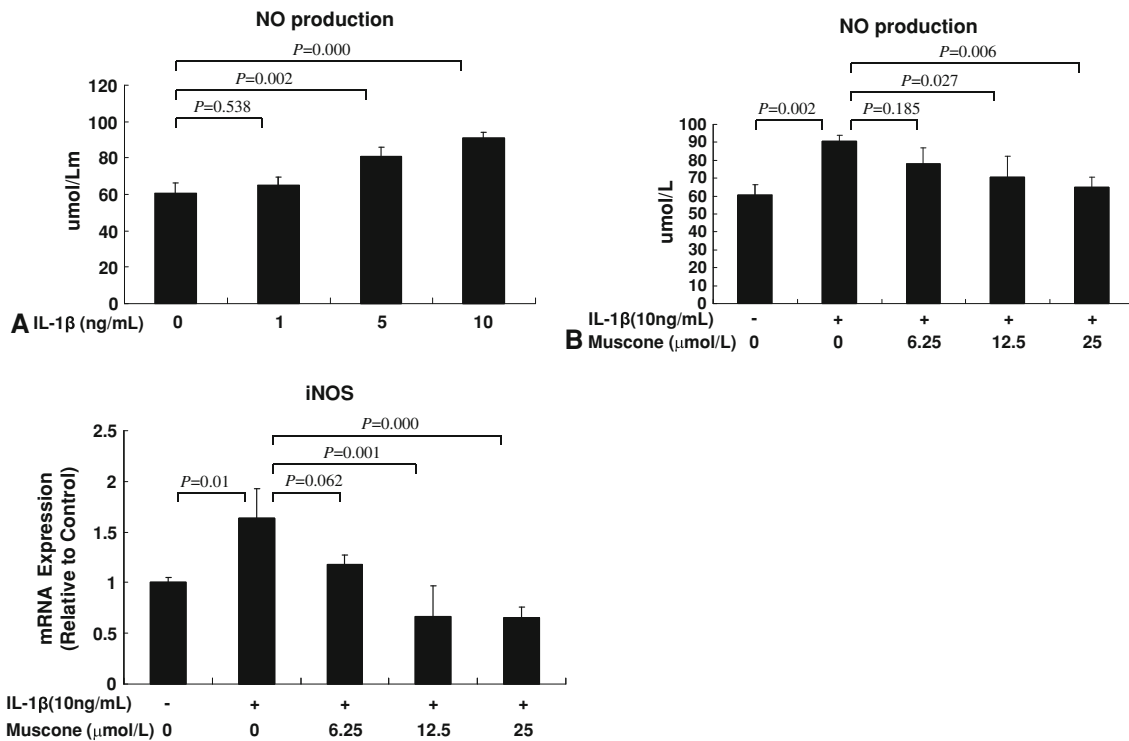 NO production
P=0.000
P=0.002
P=0.538
120
100
80
60
40
20
0
umol/Lm
A IL-1β (ng/mL) 0 1 5 10
NO production
P=0.006
P=0.027
P=0.002 P=0.185
100
90
80
70
60
50
40
30
20
10
0
umol/L
IL-1β(10ng/mL) - + + + +
B Muscone (μmol/L) 0 0 6.25 12.5 25
iNOS
P=0.000
P=0.001
P=0.01 P=0.062
2.5
2
1.5
1
0.5
0
mRNA Expression
(Relative to Control)
IL-1β(10ng/mL) - + + + +
Muscone (μmol/L) 0 0 6.25 12.5 25